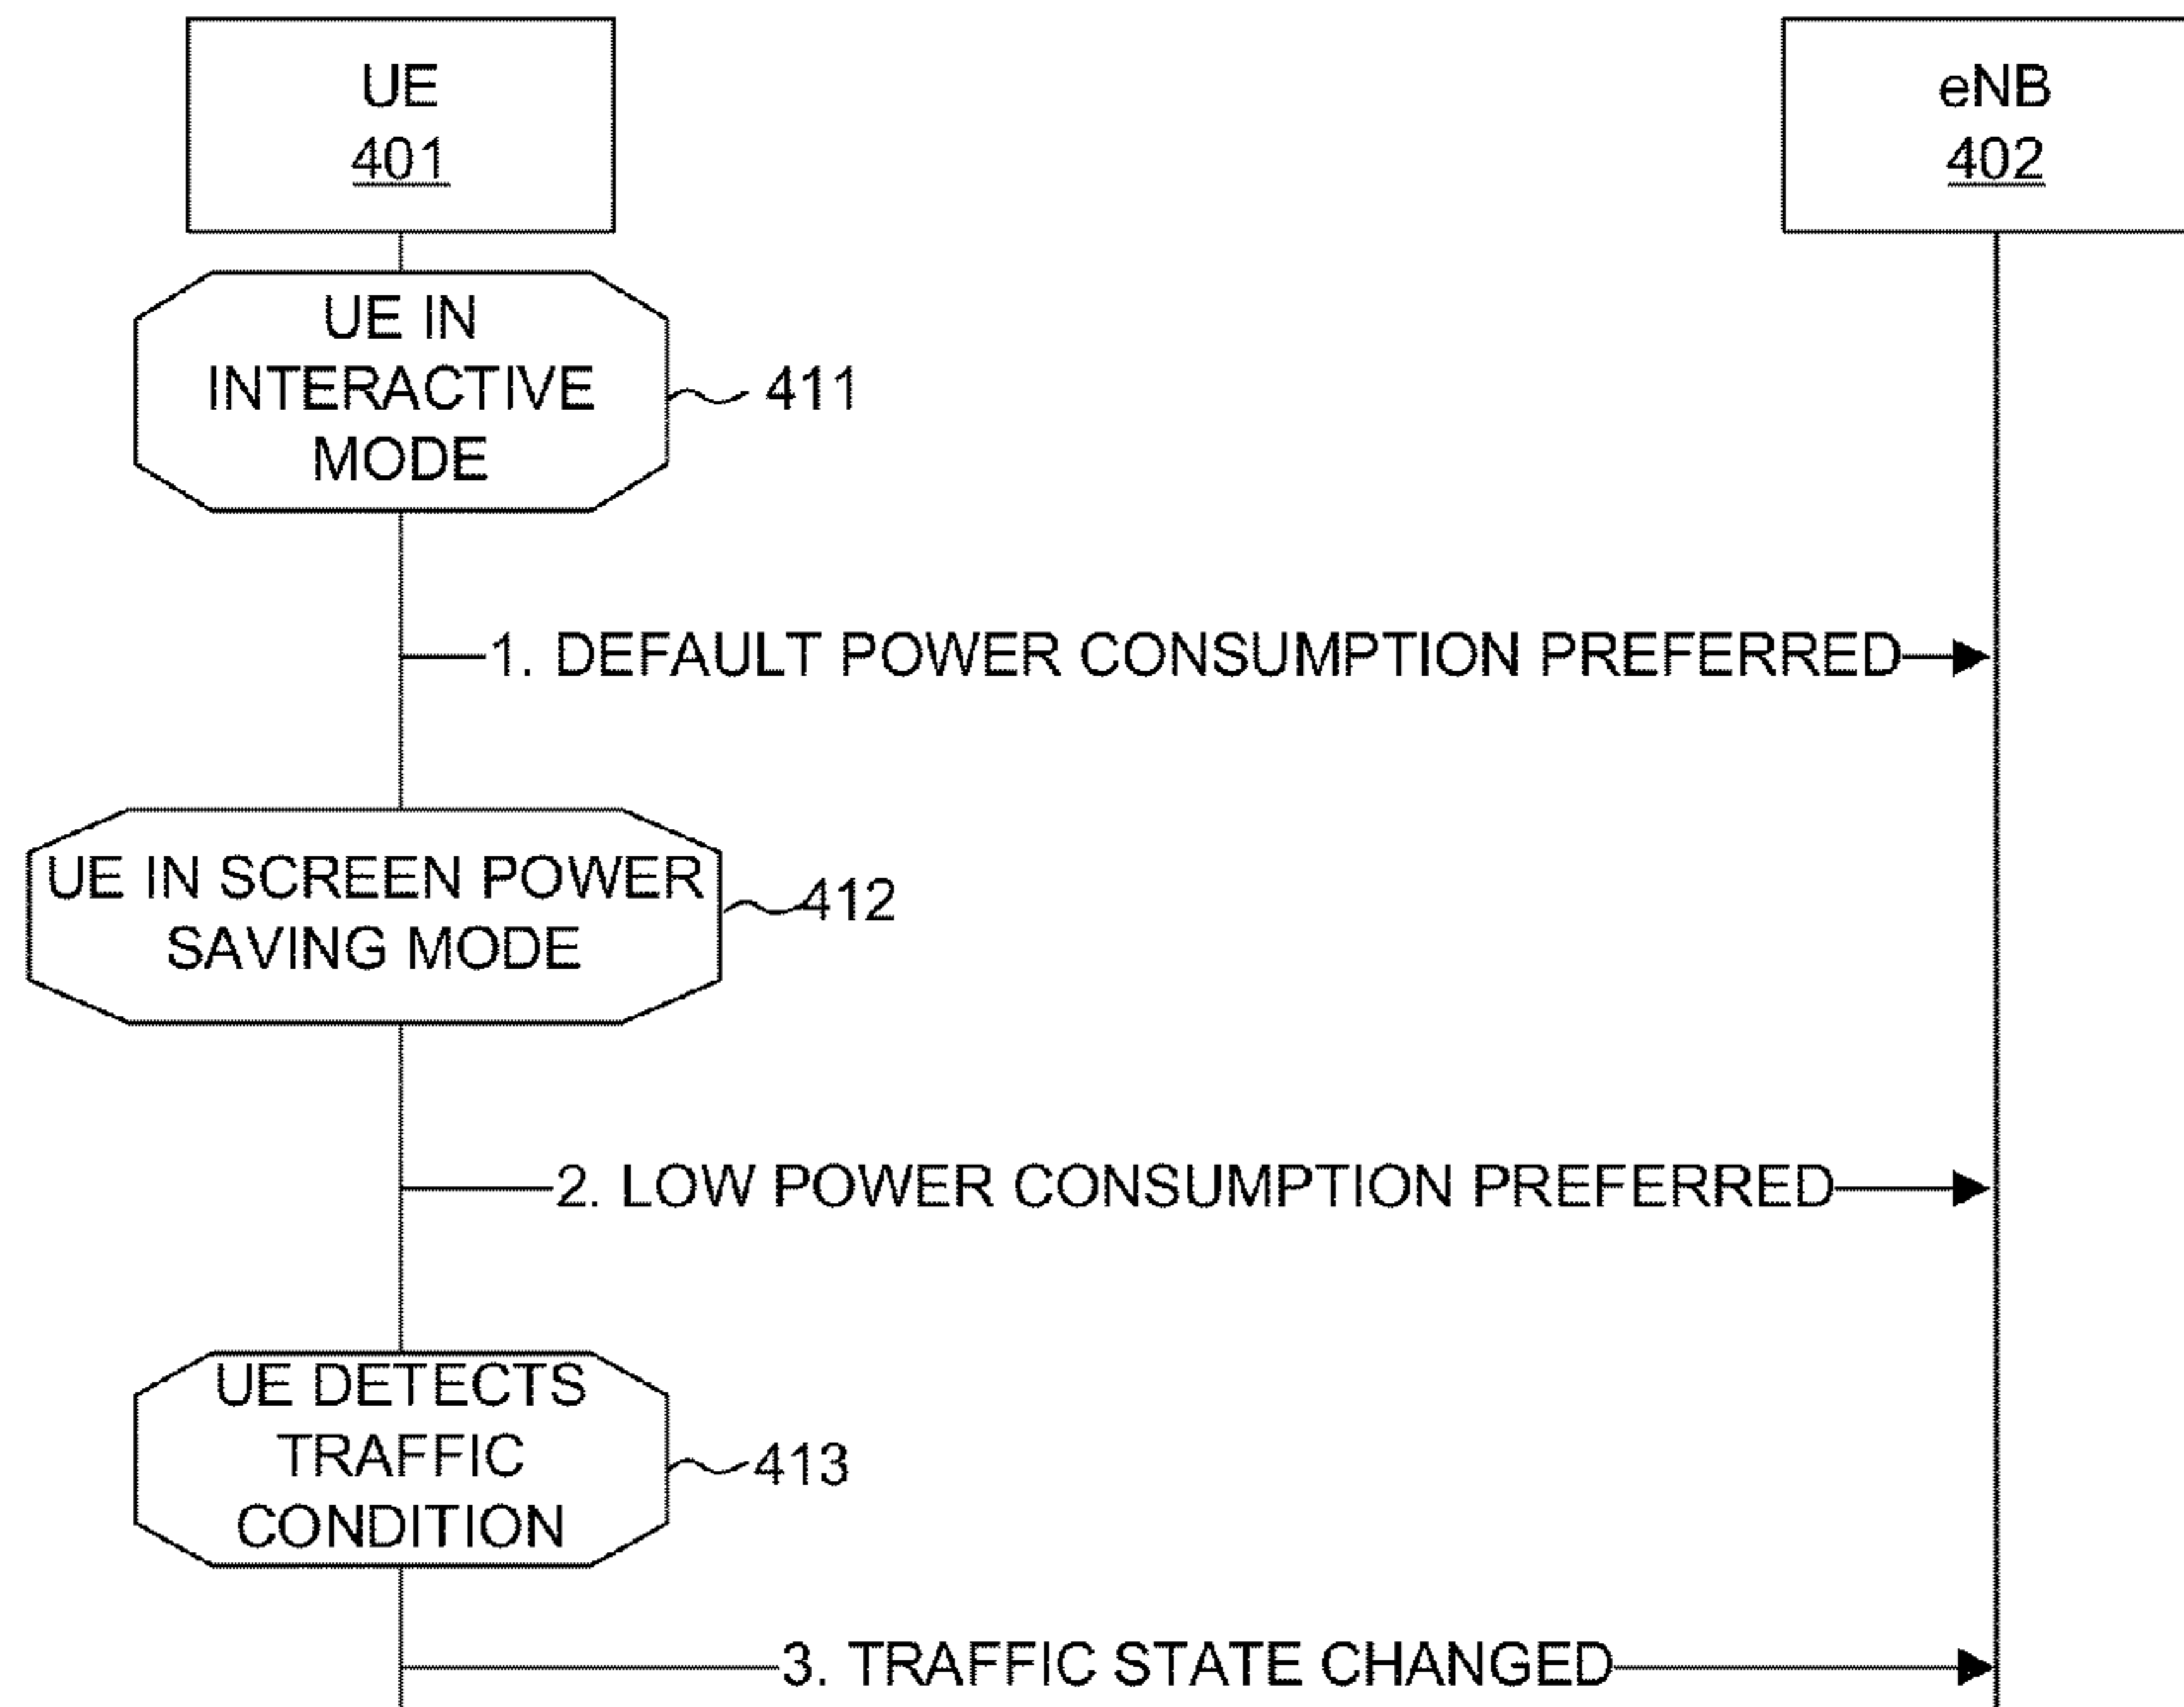 UE
401
eNB
402
UE IN
INTERACTIVE
MODE
411
1. DEFAULT POWER CONSUMPTION PREFERRED
UE IN SCREEN POWER
SAVING MODE
412
2. LOW POWER CONSUMPTION PREFERRED
UE DETECTS
TRAFFIC
CONDITION
413
3. TRAFFIC STATE CHANGED